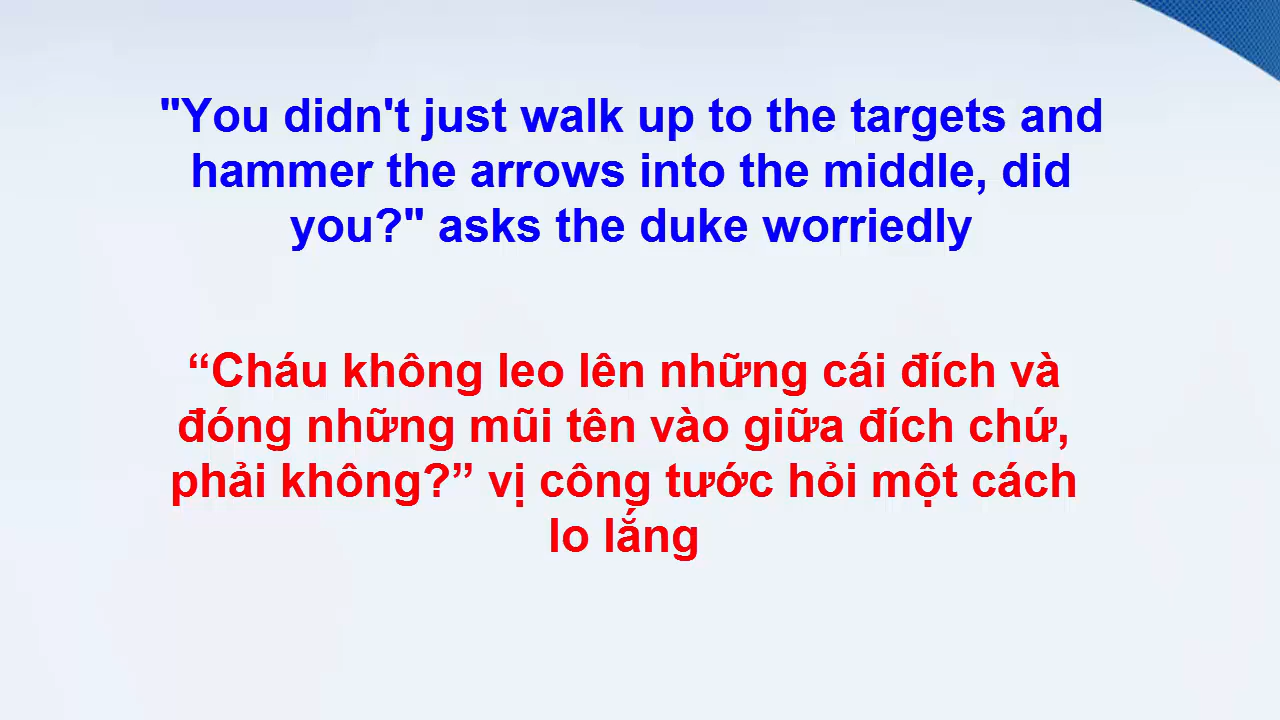 "You didn't just walk up to the targets and
hammer the arrows into the middle, did
you?" asks the duke worriedly
“Cháu không leo lên những cái đích và
đóng những mũi tên vào giữa đích chứ,
phải không?” vị công tước hỏi một cách
lo lắng